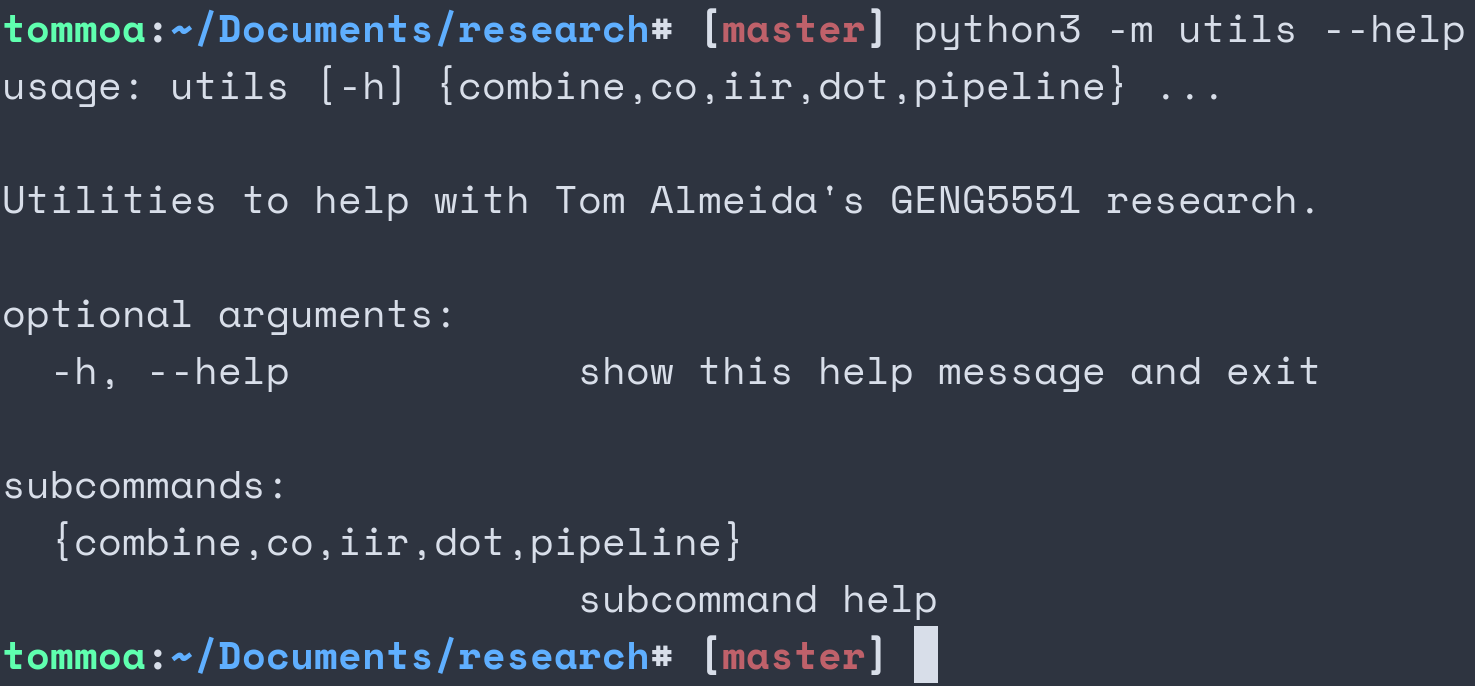 tommoa:~/Documents/research# [master] python3 -m utils --help
usage: utils [-h] {combine,co,iir,dot,pipeline} ...
Utilities to help with Tom Almeida's GENG5551 research.
optional arguments:
  -h, --help            show this help message and exit
subcommands:
  {combine,co,iir,dot,pipeline}
                        subcommand help
tommoa:~/Documents/research# [master]